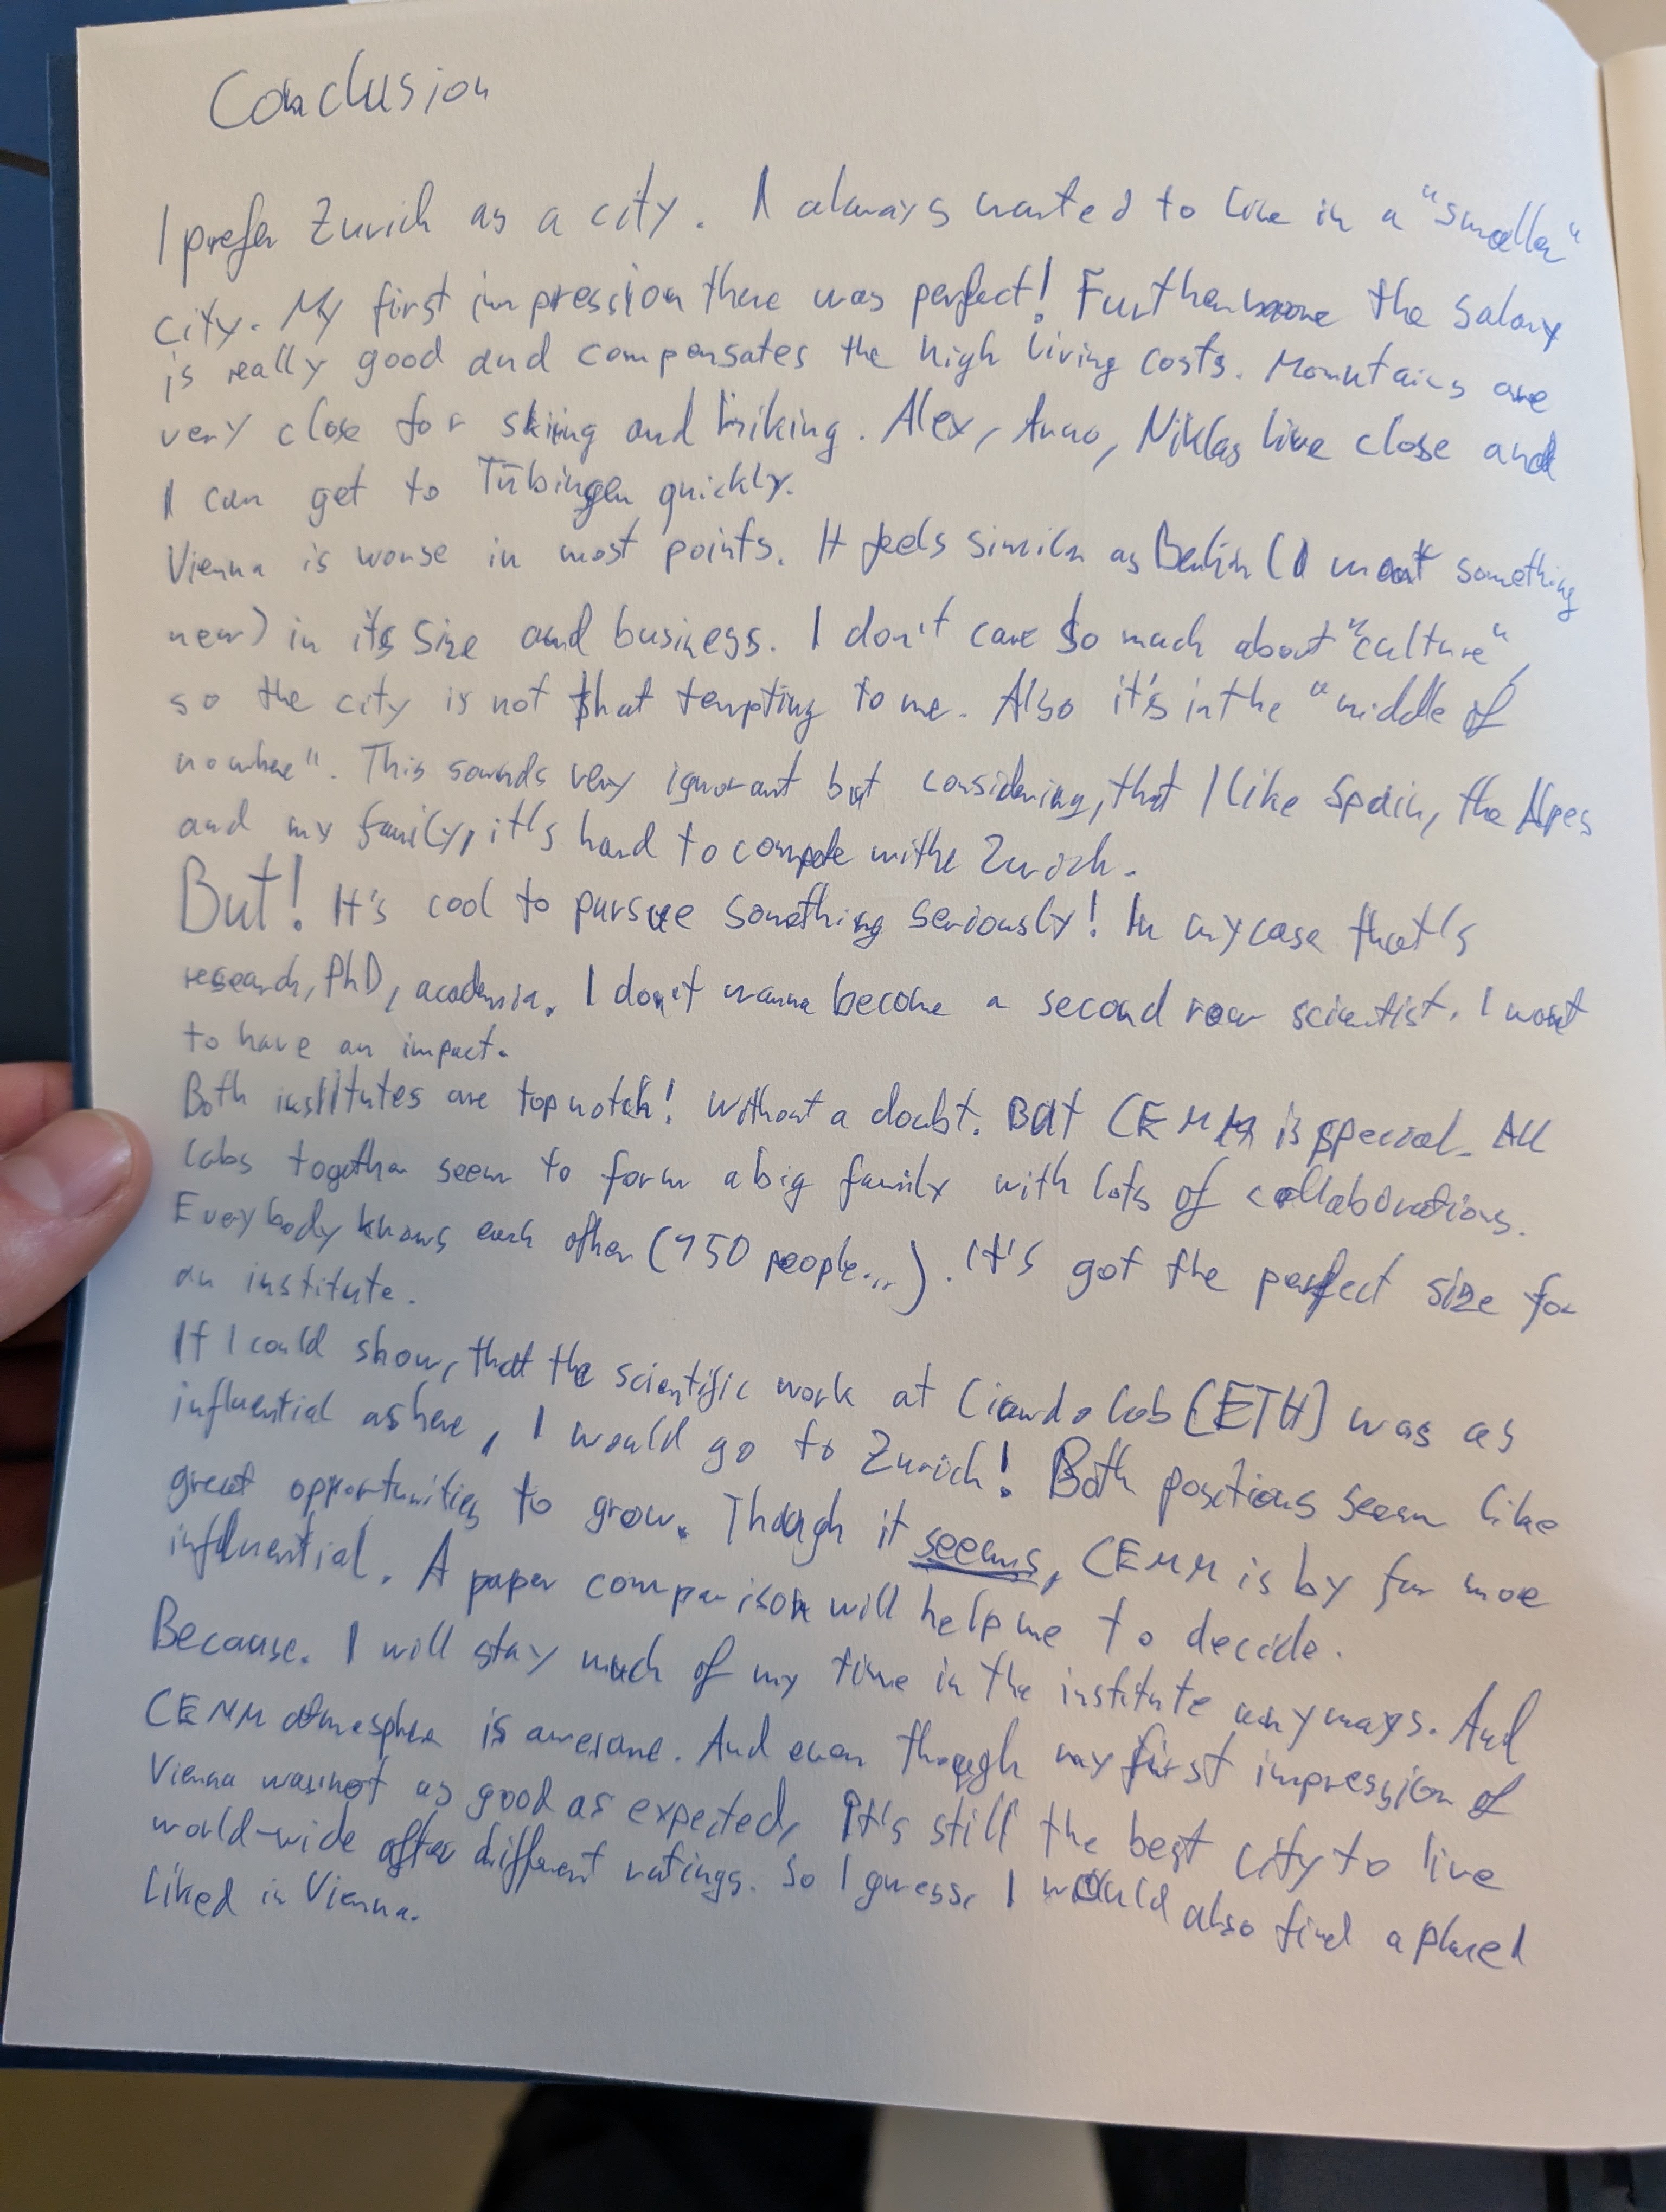 Conclusion
I prefer Zurich as a city. I always wanted to live in a "smaller"
city. My first impression there was perfect! Furthermore the salary
is really good and compensates the high living costs. Mountains are
very close for skiing and hiking. Alex, Anna, Niklas live close and
I can get to Tübingen quickly.
Vienna is worse in most points. It feels similar as Berlin (I want something
new) in its size and business. I don't care so much about "culture",
so the city is not that tempting to me. Also it's in the "middle of
nowhere". This sounds very ignorant but considering, that I like Spain, the Alpes
and my family, it's hard to compete withe Zurich.
But! It's cool to pursue something seriously! In my case that's
research, PhD, academia. I don't wanna become a second row scientist. I want
to have an impact.
Both institutes are top notch! Without a doubt. But CEMM is special. All
labs together seem to form a big family with lots of collaborations.
Everybody knows each other (150 people...). It's got the perfect size for
an institute.
If I could show, that the scientific work at Ciaudo lab [ETH] was as
influential as here, I would go to Zurich! Both positions seem like
great opportunities to grow. Though it seems, CEMM is by far more
influential. A paper comparison will help me to decide.
Because. I will stay much of my time in the institute anyways. And
CEMM atmosphere is awesome. And even though my first impression of
Vienna was not as good as expected, it's still the best city to live
world-wide after different ratings. So I guess, I would also find a place I
liked in Vienna.